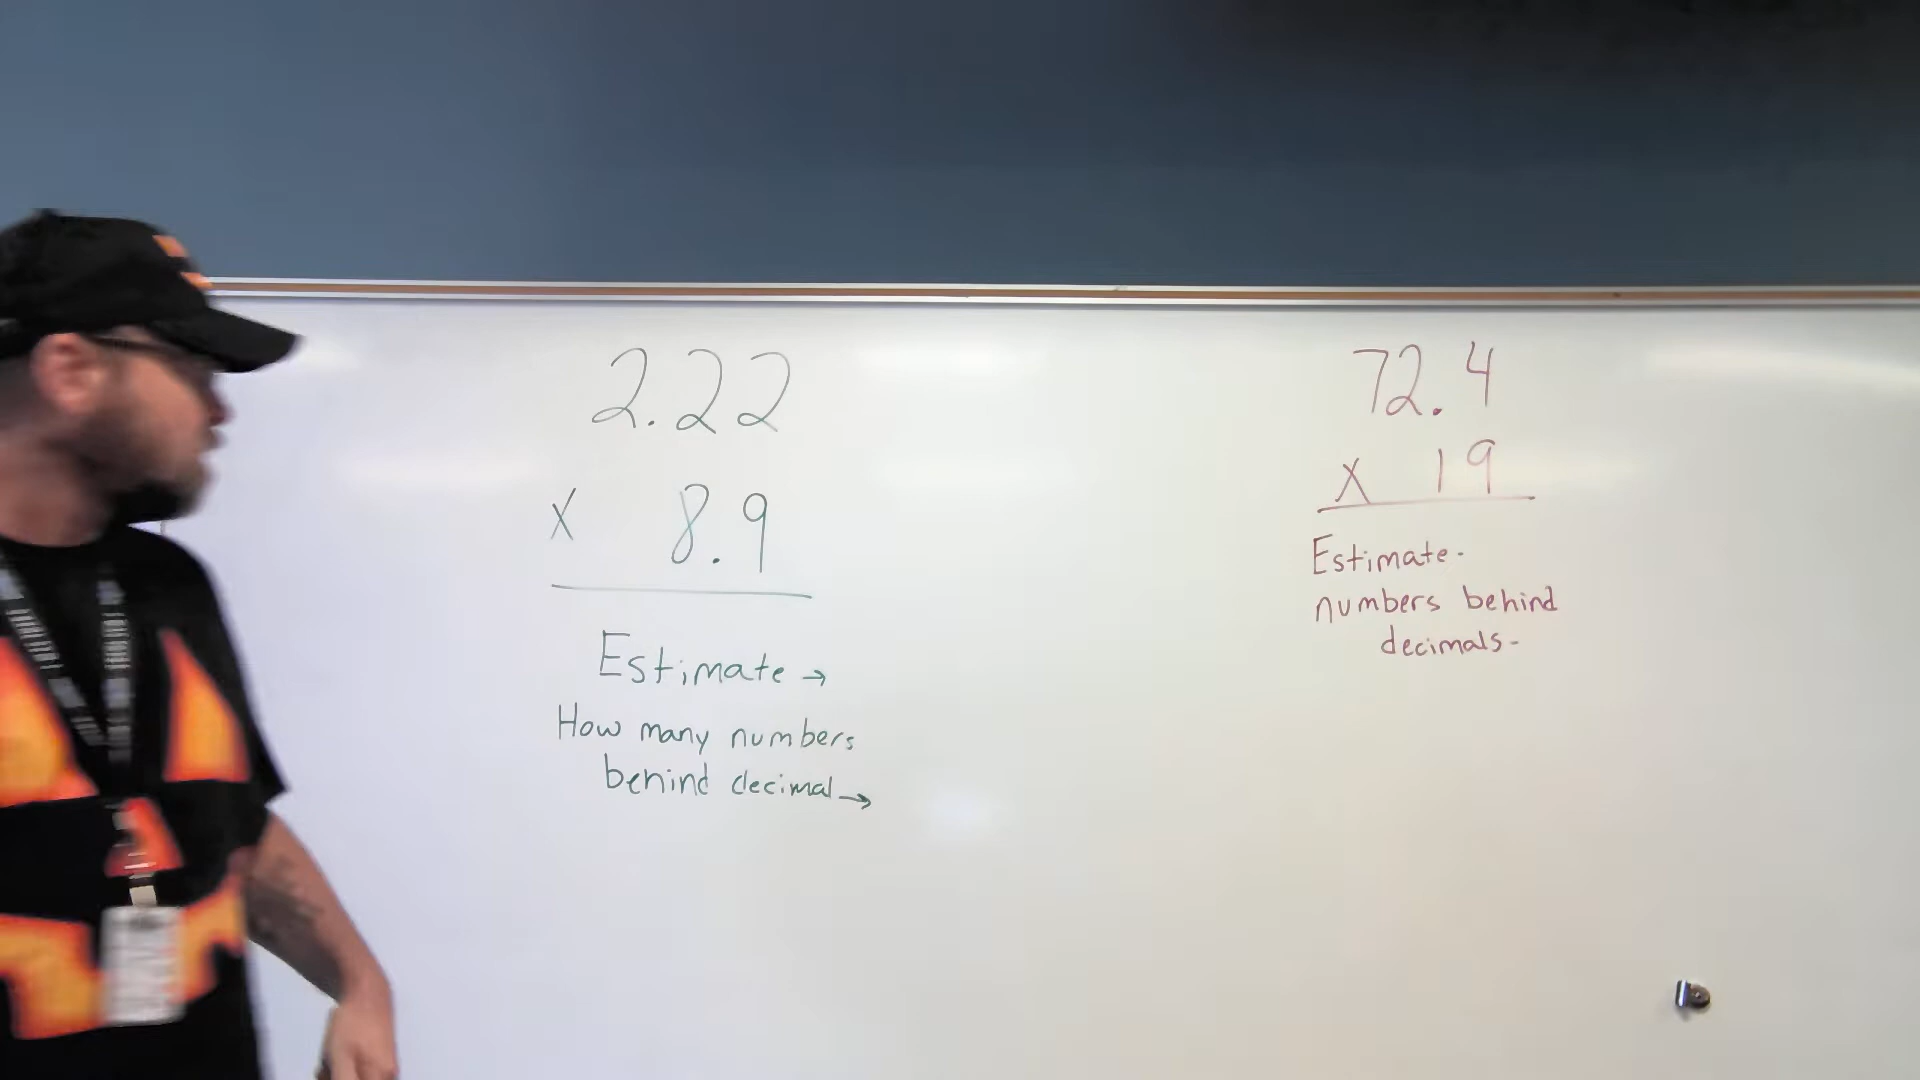 2.22
x 8.9
Estimate →
How many numbers
behind decimal →
72.4
x 19
Estimate-
numbers behind
decimals-